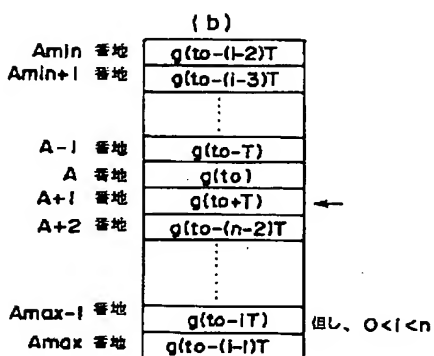 (b)
Amin 番地 g(to-(i-2)T
Amin+1 番地 g(to-(i-3)T
A-1 番地 g(to-T)
A 番地 g(to)
A+1 番地 g(to+T)
A+2 番地 g(to-(n-2)T
Amax-1 番地 g(to-iT) 但し、0<i<n
Amax 番地 g(to-(i-1)T